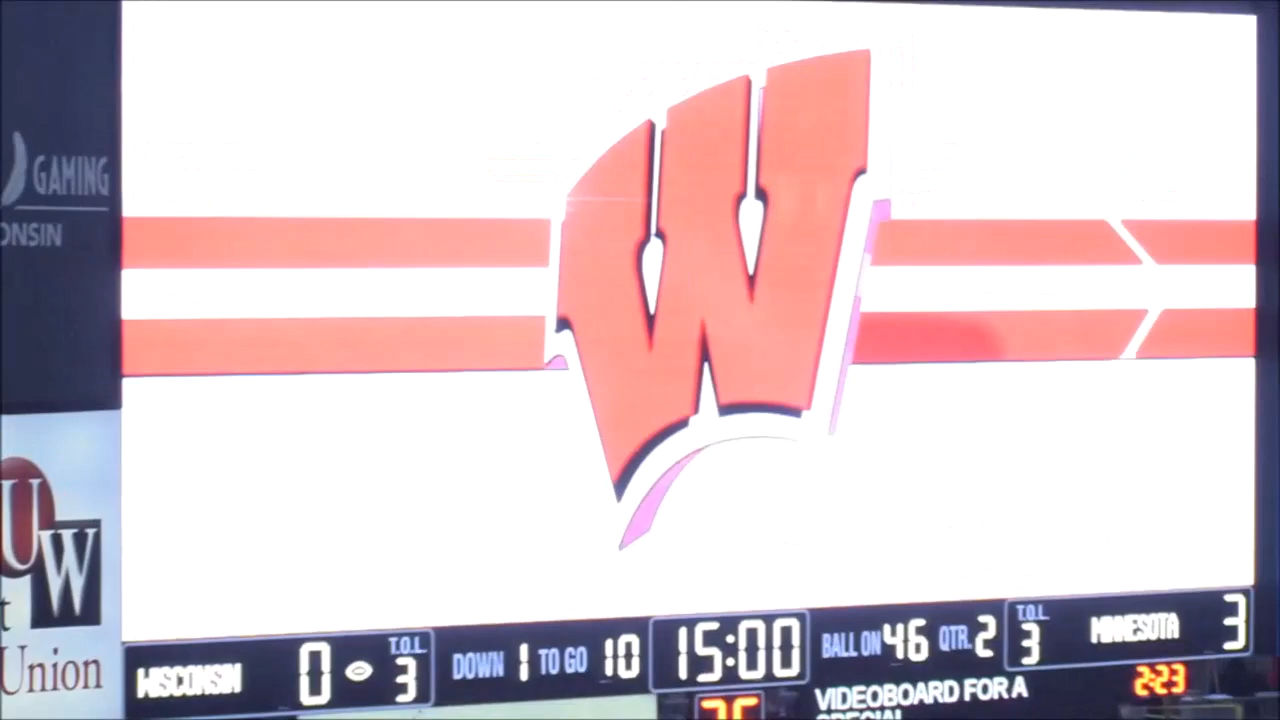 GAMING
W
UW
Union
WISCONSIN 0 T.O.L. 3
DOWN 1 TO GO 10
15:00
BALL ON 46 QTR. 2
T.O.L. 3 MINNESOTA 3
2:23
VIDEOBOARD FOR A